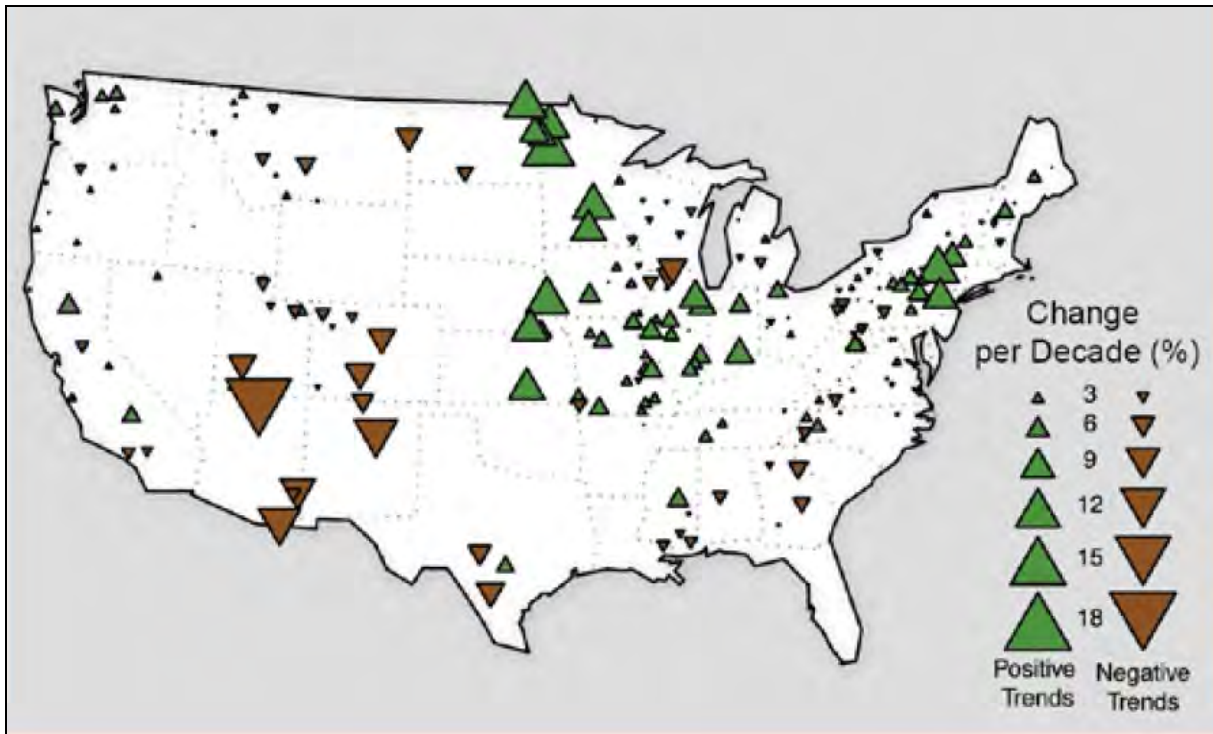 Change
per Decade (%)
3
6
9
12
15
18
Positive Negative
Trends Trends